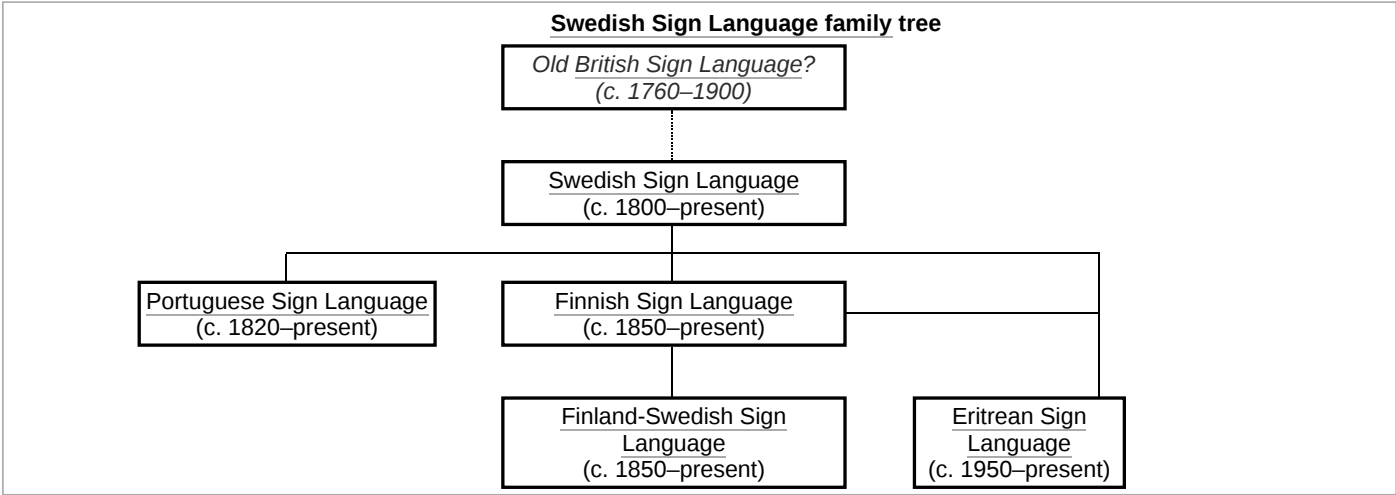 Swedish Sign Language family tree
Old British Sign Language?
(c. 1760–1900)
Swedish Sign Language
(c. 1800–present)
Portuguese Sign Language
(c. 1820–present)
Finnish Sign Language
(c. 1850–present)
Finland-Swedish Sign
Language
(c. 1850–present)
Eritrean Sign
Language
(c. 1950–present)